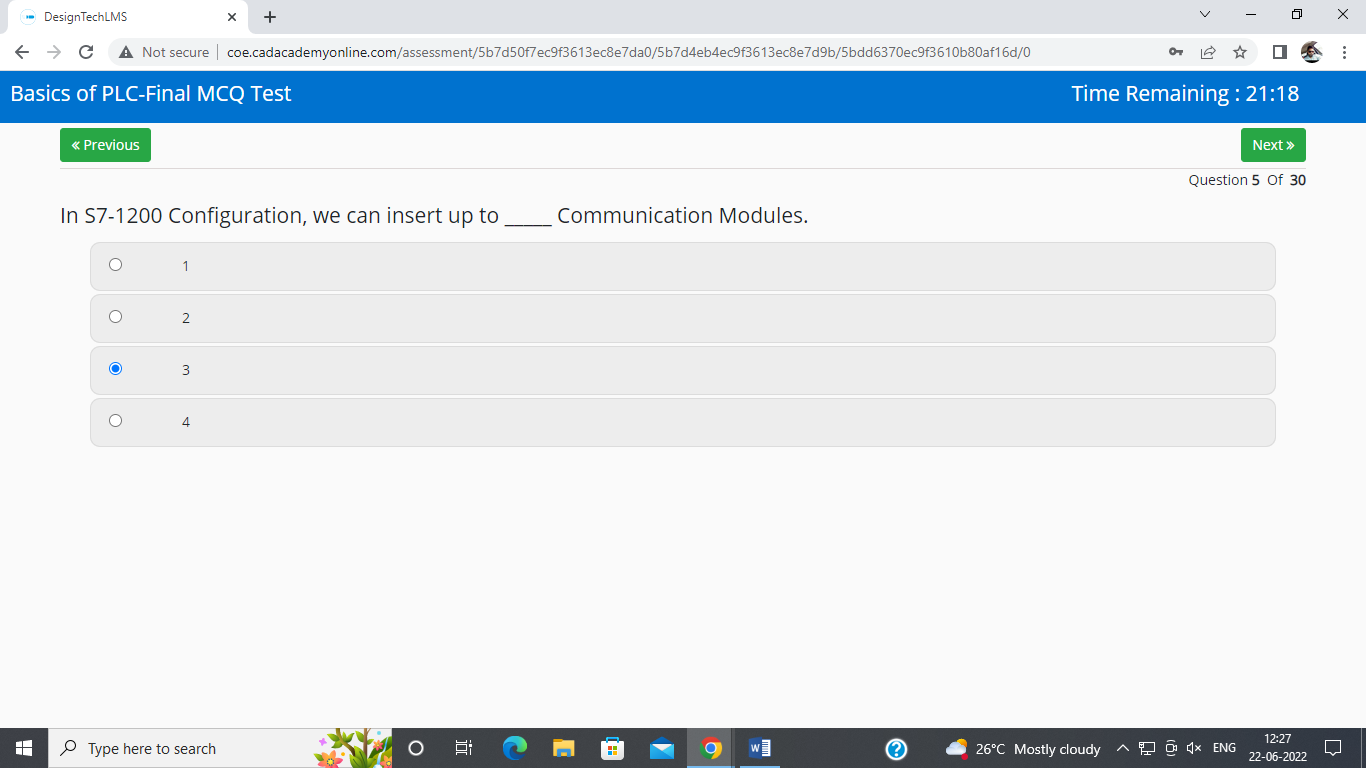 DesignTechLMS
Not secure
coe.cadacademyonline.com/assessment/5b7d50f7ec9f3613ec8e7da0/5b7d4eb4ec9f3613ec8e7d9b/5bdd6370ec9f3610b80af16d/0
Basics of PLC-Final MCQ Test
Time Remaining : 21:18
« Previous
Next »
Question 5 Of 30
In S7-1200 Configuration, we can insert up to _____ Communication Modules.
1
2
3
4
Type here to search
26°C Mostly cloudy
ENG
12:27
22-06-2022